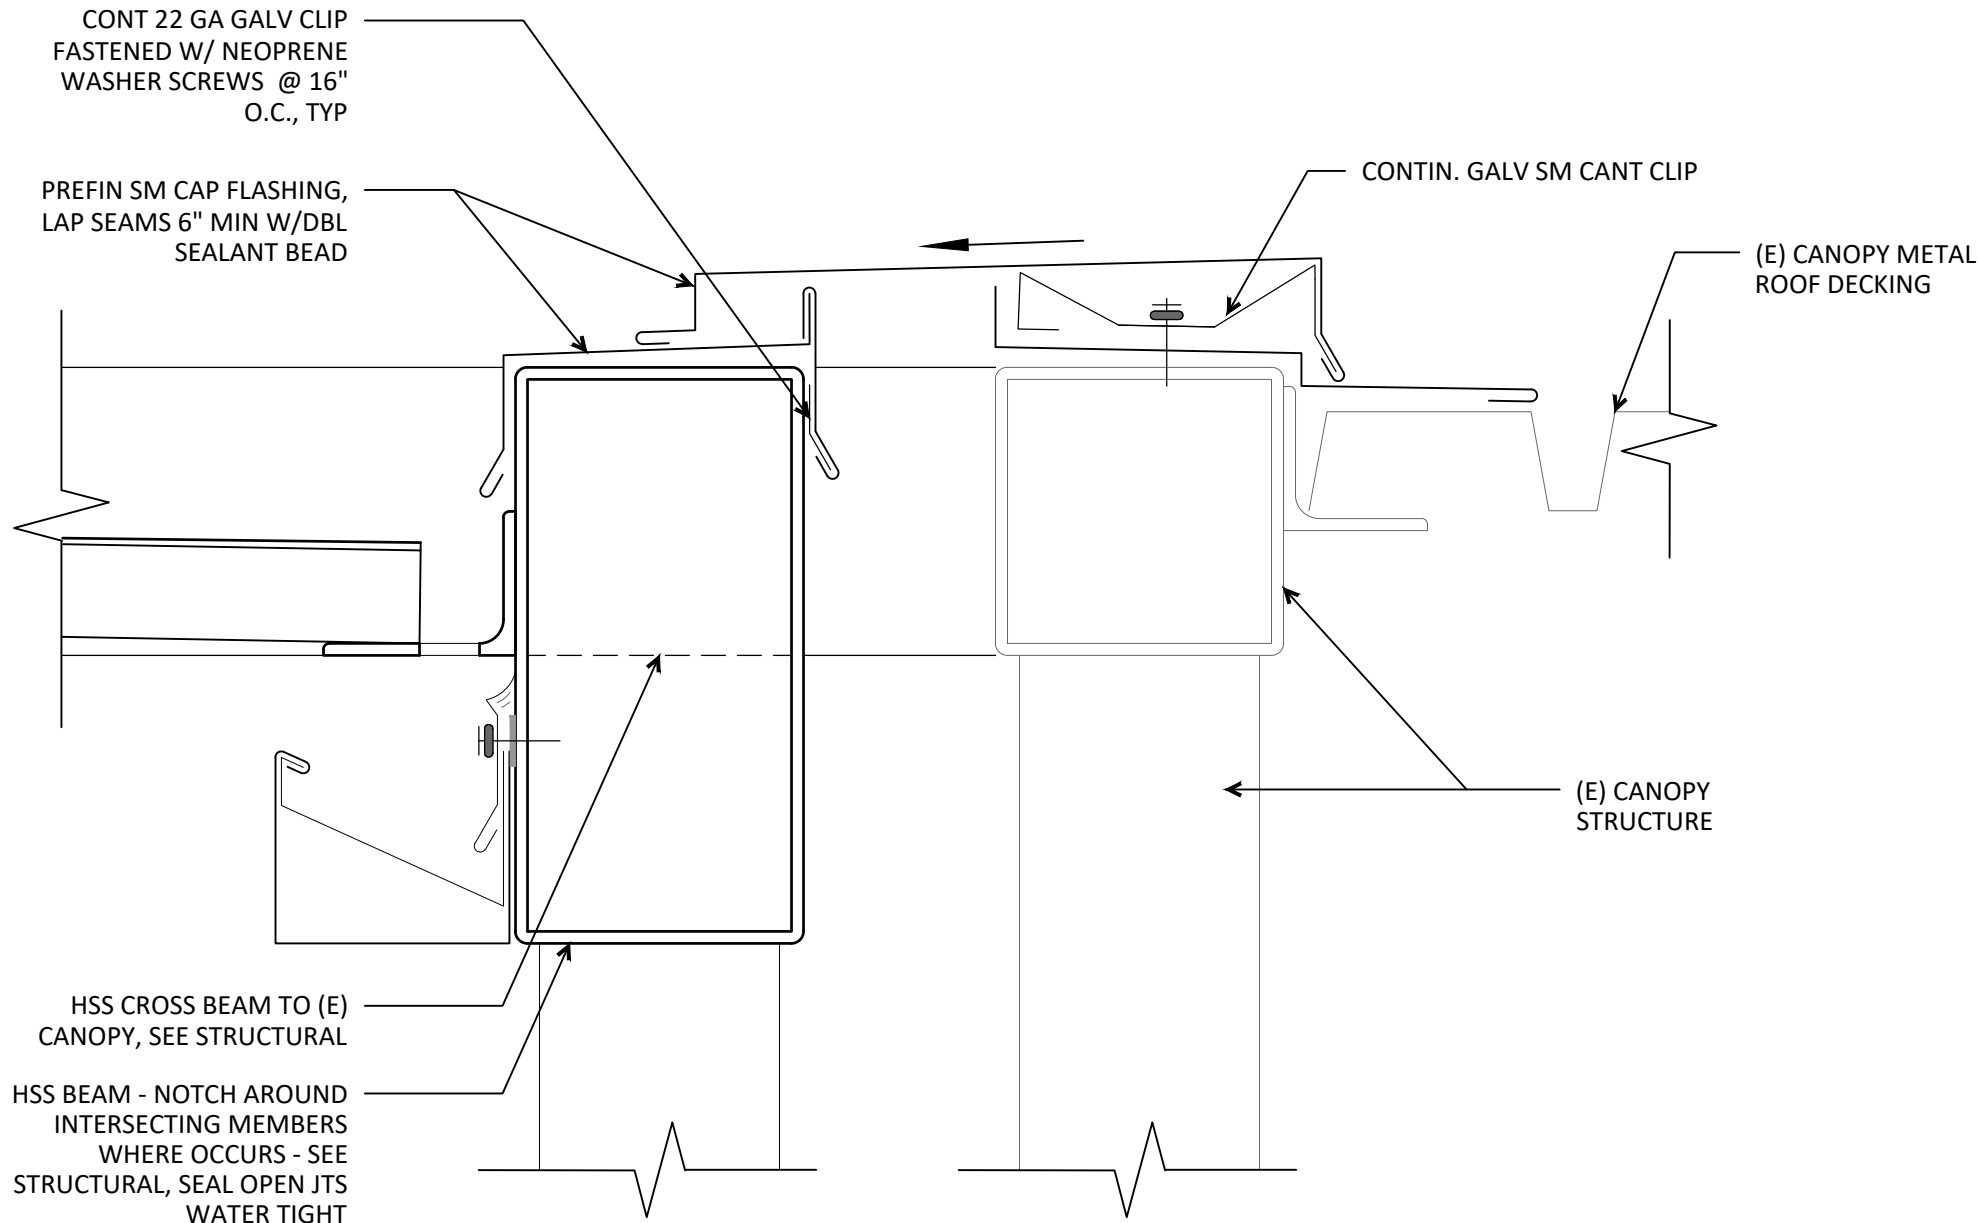 CONT 22 GA GALV CLIP
FASTENED W/ NEOPRENE
WASHER SCREWS @ 16"
O.C., TYP
PREFIN SM CAP FLASHING,
LAP SEAMS 6" MIN W/DBL
SEALANT BEAD
CONTIN. GALV SM CANT CLIP
(E) CANOPY METAL
ROOF DECKING
(E) CANOPY
STRUCTURE
HSS CROSS BEAM TO (E)
CANOPY, SEE STRUCTURAL
HSS BEAM - NOTCH AROUND
INTERSECTING MEMBERS
WHERE OCCURS - SEE
STRUCTURAL, SEAL OPEN JTS
WATER TIGHT